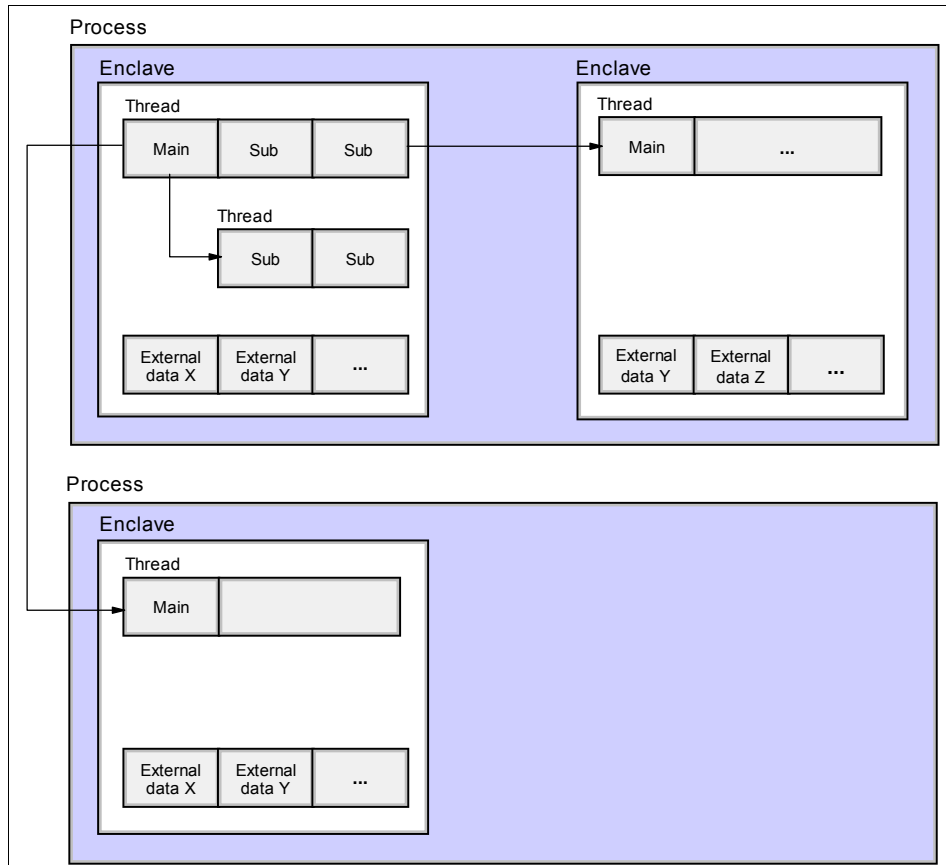 Process
Enclave
Enclave
Thread
Thread
Main
Sub
Sub
Main
...
Thread
Sub
Sub
External
data X
External
data Y
...
External
data Y
External
data Z
...
Process
Enclave
Thread
Main
External
data X
External
data Y
...